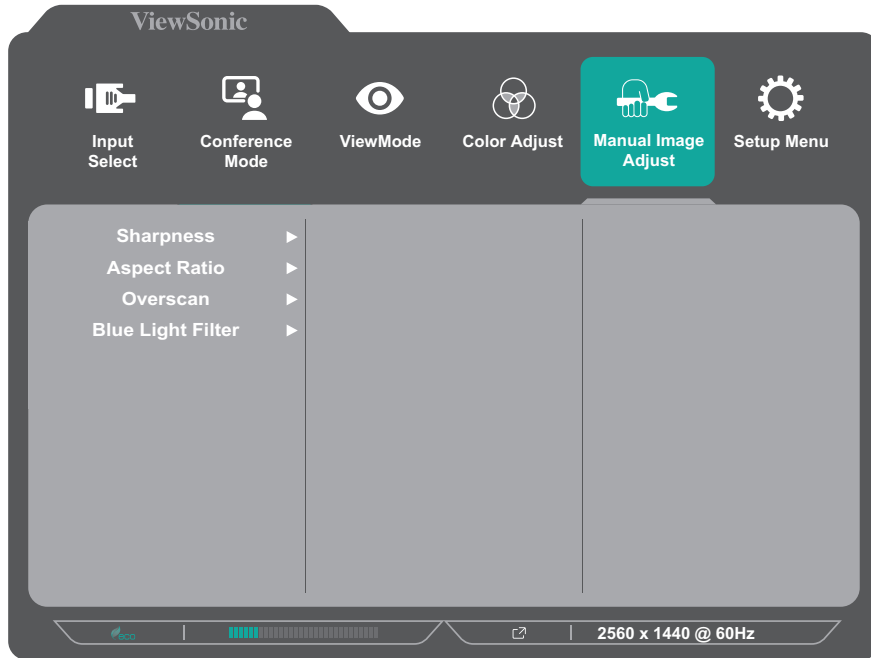 ViewSonic
Input
Select
Conference
Mode
ViewMode
Color Adjust
Manual Image
Adjust
Setup Menu
Sharpness
Aspect Ratio
Overscan
Blue Light Filter
eco
2560 x 1440 @ 60Hz